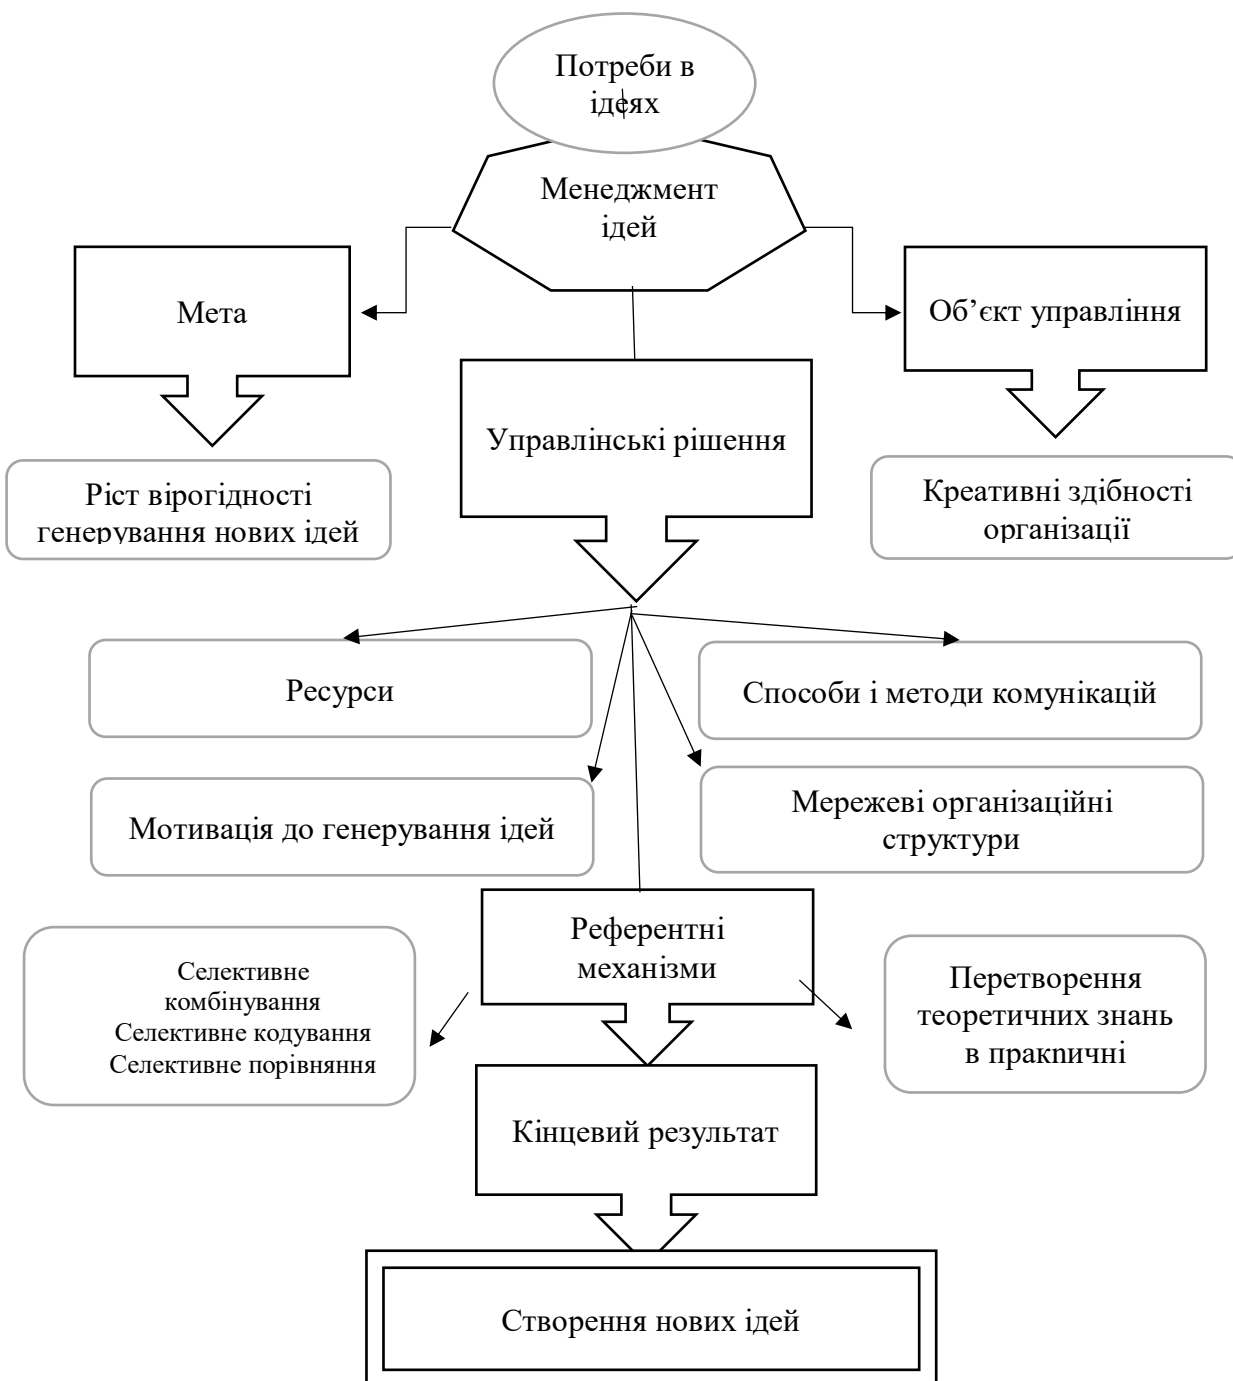 Потреби в
ідеях
Менеджмент
ідей
Мета
Об’єкт управління
Управлінські рішення
Ріст вірогідності
генерування нових ідей
Креативні здібності
організації
Ресурси
Способи і методи комунікацій
Мотивація до генерування ідей
Мережеві організаційні
структури
Референтні
механізми
Селективне
комбінування
Селективне кодування
Селективне порівняння
Перетворення
теоретичних знань
в пракпичні
Кінцевий результат
Створення нових ідей